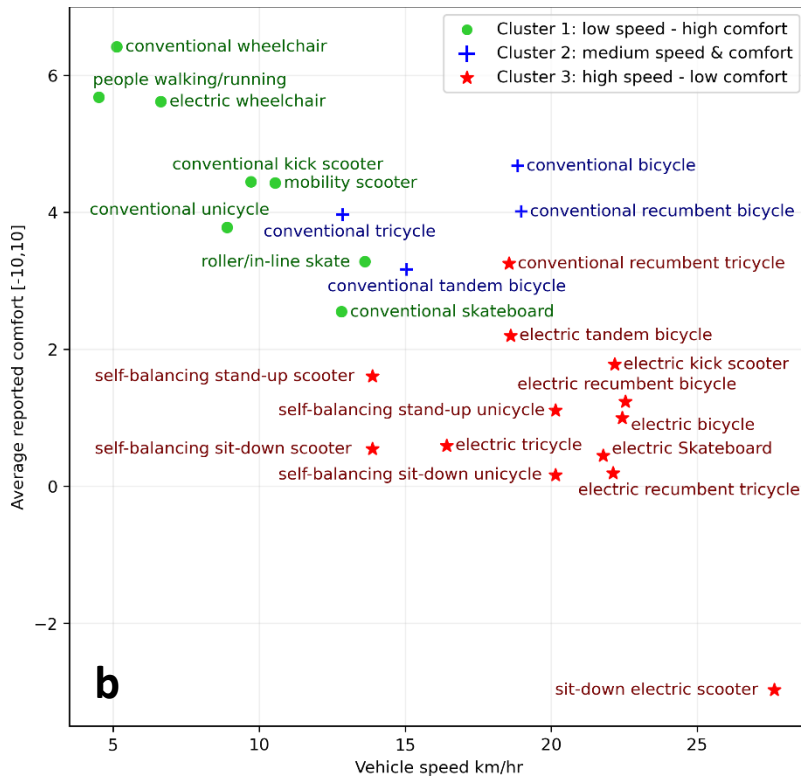 Cluster 1: low speed - high comfort
Cluster 2: medium speed & comfort
Cluster 3: high speed - low comfort
conventional wheelchair
people walking/running
electric wheelchair
conventional kick scooter
mobility scooter
conventional bicycle
conventional unicycle
conventional recumbent bicycle
conventional tricycle
roller/in-line skate
conventional recumbent tricycle
conventional tandem bicycle
conventional skateboard
electric tandem bicycle
electric kick scooter
self-balancing stand-up scooter
electric recumbent bicycle
self-balancing stand-up unicycle
electric bicycle
self-balancing sit-down scooter
electric tricycle
electric Skateboard
self-balancing sit-down unicycle
electric recumbent tricycle
sit-down electric scooter
b
Average reported comfort [-10,10]
6
4
2
0
−2
5
10
15
20
25
Vehicle speed km/hr